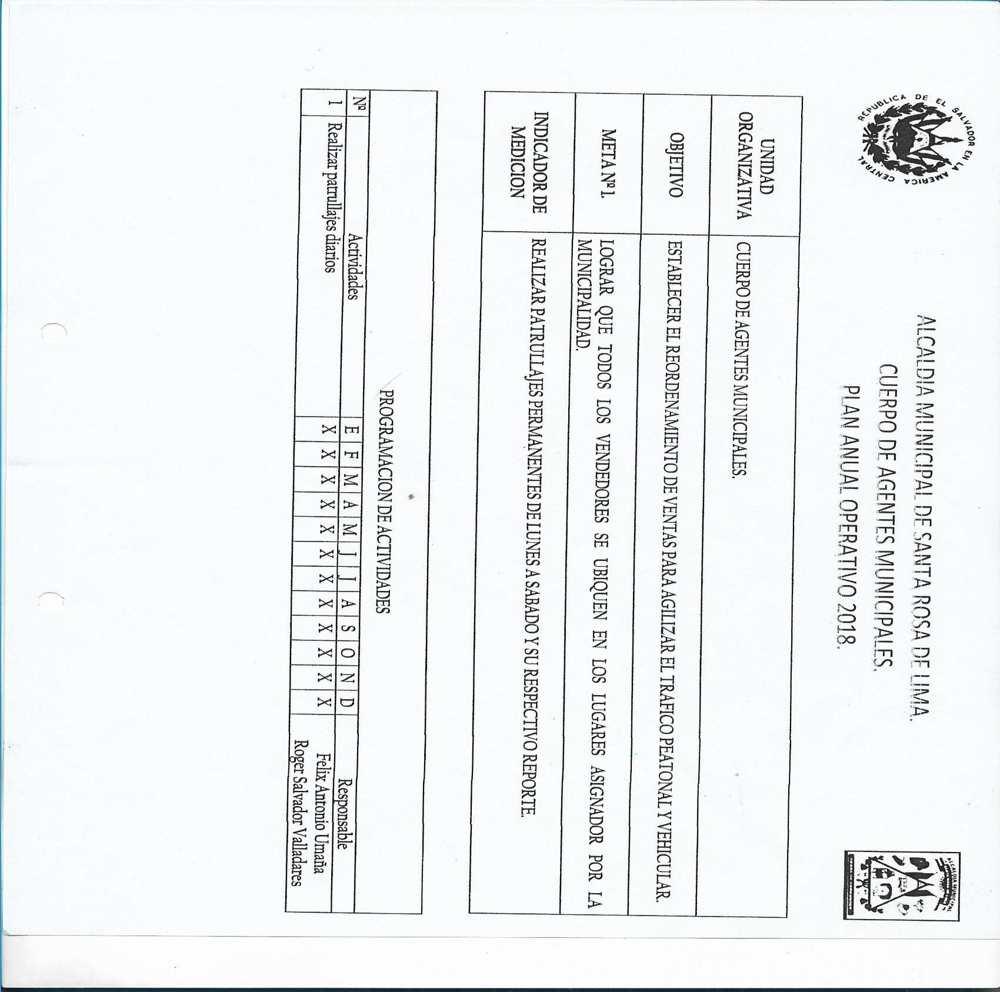 REPUBLICA DE EL SALVADOR EN LA AMERICA CENTRAL
ALCALDIA MUNICIPAL DE SANTA ROSA DE LIMA.
CUERPO DE AGENTES MUNICIPALES.
PLAN ANUAL OPERATIVO 2018.
ALCALDIA MUNICIPAL
UNIDAD
ORGANIZATIVA
CUERPO DE AGENTES MUNICIPALES.
OBJETIVO
ESTABLECER EL REORDENAMIENTO DE VENTAS PARA AGILIZAR EL TRAFICO PEATONAL Y VEHICULAR.
META Nº 1.
LOGRAR QUE TODOS LOS VENDEDORES SE UBIQUEN EN LOS LUGARES ASIGNADOR POR LA
MUNICIPALIDAD.
INDICADOR DE
MEDICION
REALIZAR PATRULLAJES PERMANENTES DE LUNES A SABADO Y SU RESPECTIVO REPORTE.
PROGRAMACION DE ACTIVIDADES
Nº Actividades E F M A M J J A S O N D Responsable
1 Realizar patrullajes diarios X X X X X X X X X X X X Felix Antonio Umaña
Roger Salvador Valladares